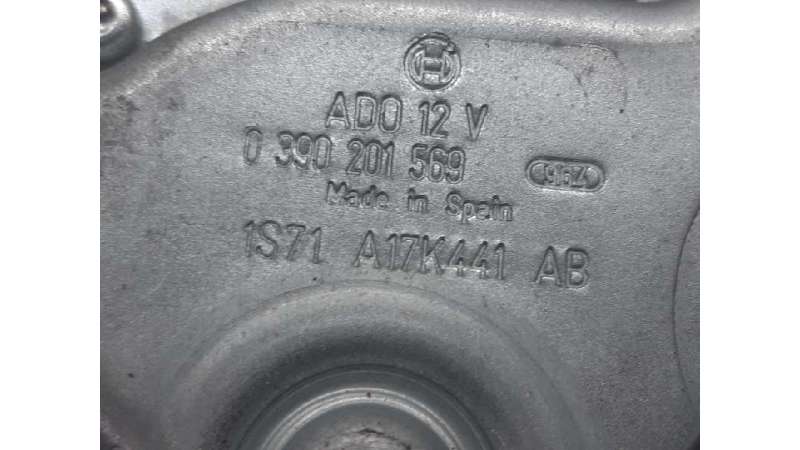 ADO 12 V
0 390 201 569
Made in Spain
1S71 A17K441 AB